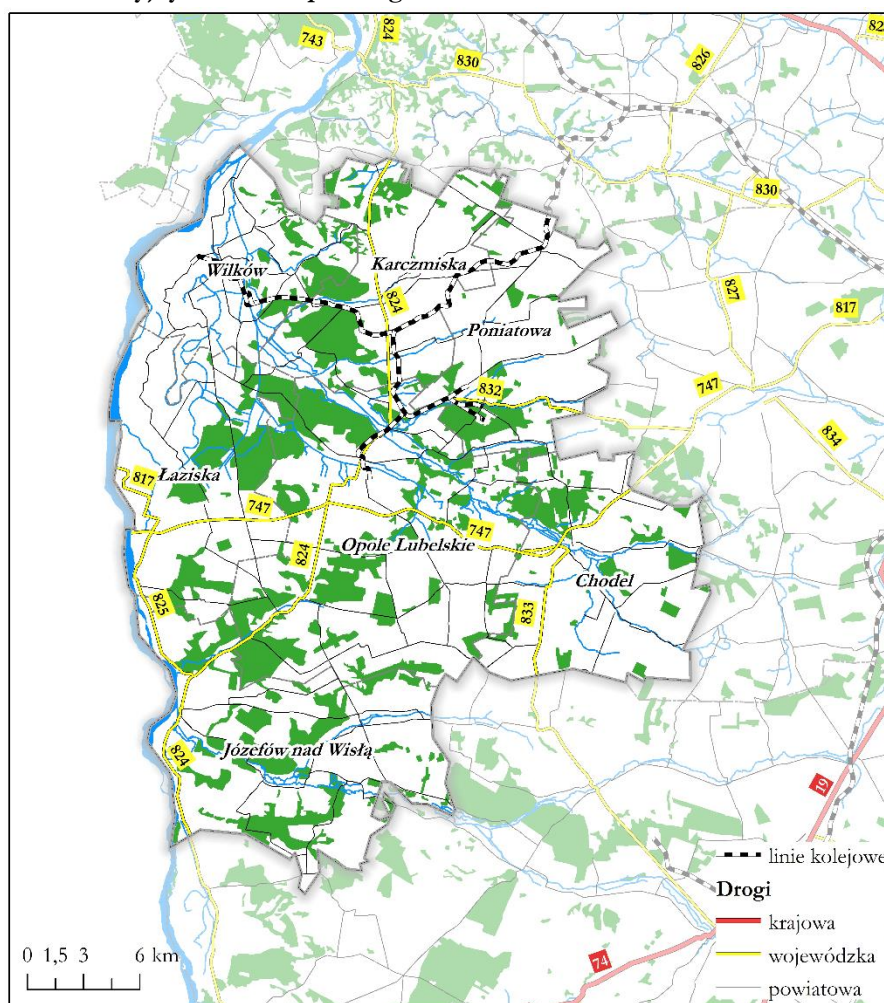 824
82
743
830
826
830
Wilków
Karczmiska
824
827
817
Poniatowa
832
747
834
817
Łaziska
747
747
824
Opole Lubelskie
Chodel
825
833
Józefów nad Wisłą
824
19
linie kolejowe
Drogi
krajowa
0 1,5 3 6 km
wojewódzka
74
powiatowa